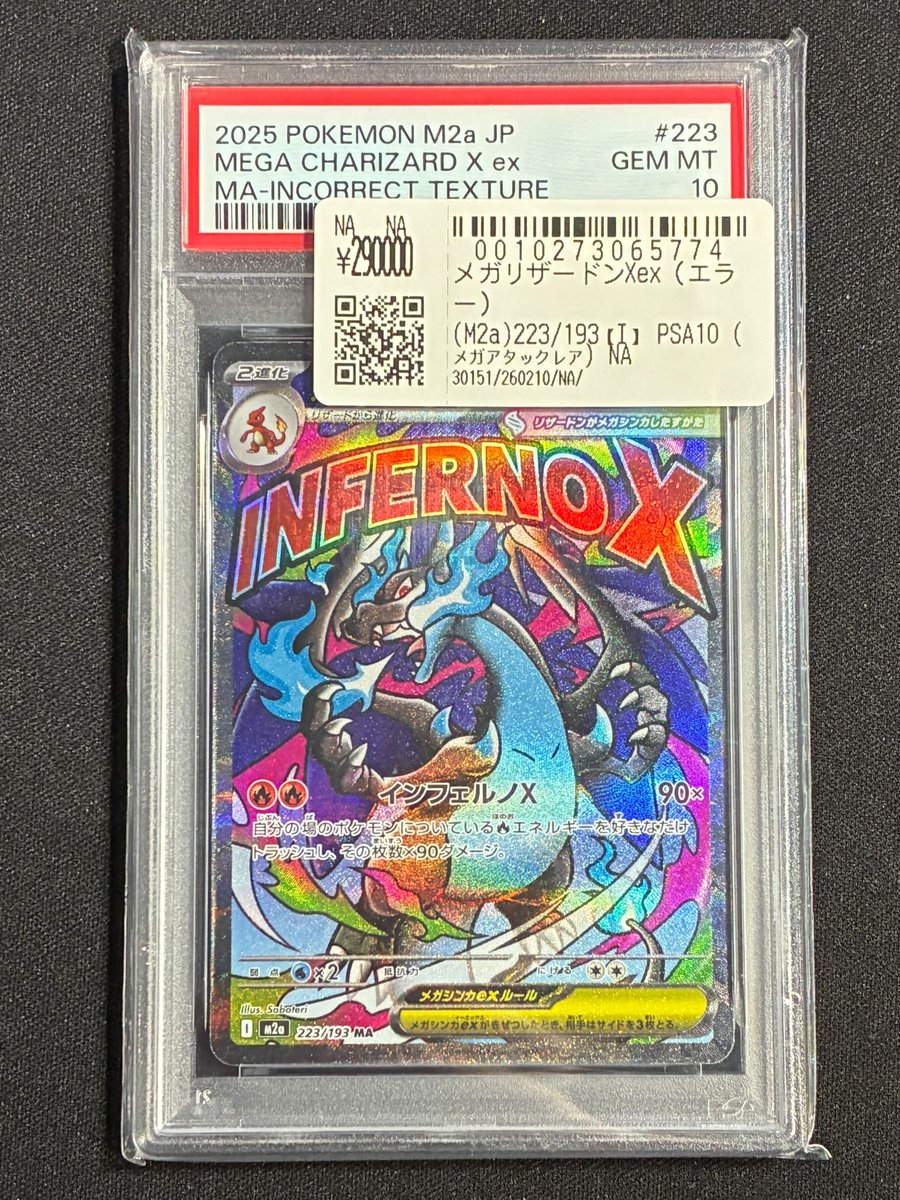 2025 POKEMON M2a JP #223
MEGA CHARIZARD X ex GEM MT
MA-INCORRECT TEXTURE 10
NA NA
¥290000
0010273065774
メガリザードンXex (エラ
ー)
(M2a)223/193【I】 PSA10 (
メガアタックレア) NA
30151/260210/NA/
2進化
リザードンがメガシンカしたすがた
INFERNO X
インフェルノX 90×
自分の場のポケモンについているエネルギーを好きなだけ
トラッシュし、その枚数×90ダメージ。
弱点 ×2 抵抗力 にげる
メガシンカexルール
メガシンカexがきぜつしたとき、相手はサイドを3枚とる。
Illus. Saboteri
I M2a 223/193 MA